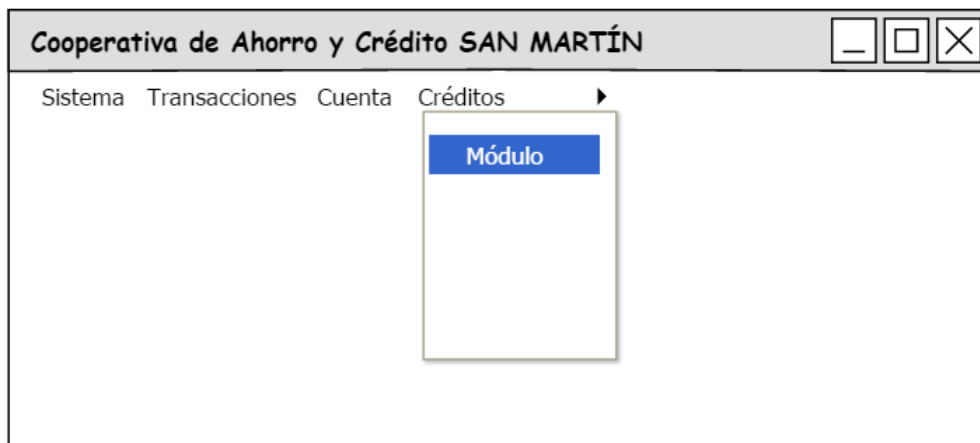 Cooperativa de Ahorro y Crédito SAN MARTÍN
Sistema Transacciones Cuenta Créditos
Módulo